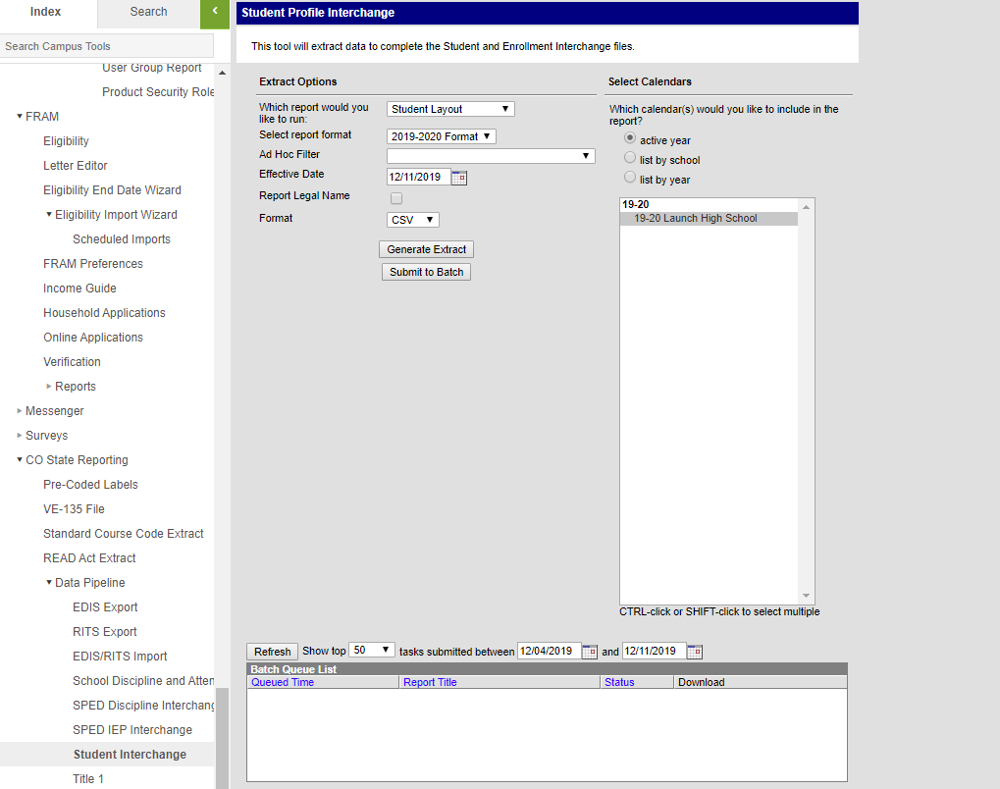 Index
Search
Search Campus Tools
User Group Report
Product Security Role
FRAM
Eligibility
Letter Editor
Eligibility End Date Wizard
Eligibility Import Wizard
Scheduled Imports
FRAM Preferences
Income Guide
Household Applications
Online Applications
Verification
Reports
Messenger
Surveys
CO State Reporting
Pre-Coded Labels
VE-135 File
Standard Course Code Extract
READ Act Extract
Data Pipeline
EDIS Export
RITS Export
EDIS/RITS Import
School Discipline and Atten
SPED Discipline Interchang
SPED IEP Interchange
Student Interchange
Title 1
Student Profile Interchange
This tool will extract data to complete the Student and Enrollment Interchange files.
Extract Options
Which report would you
like to run:
Student Layout
Select report format
2019-2020 Format
Ad Hoc Filter
Effective Date
12/11/2019
Report Legal Name
Format
CSV
Generate Extract
Submit to Batch
Select Calendars
Which calendar(s) would you like to include in the
report?
active year
list by school
list by year
19-20
19-20 Launch High School
CTRL-click or SHIFT-click to select multiple
Refresh Show top 50 tasks submitted between 12/04/2019 and 12/11/2019
Batch Queue List
Queued Time Report Title Status Download